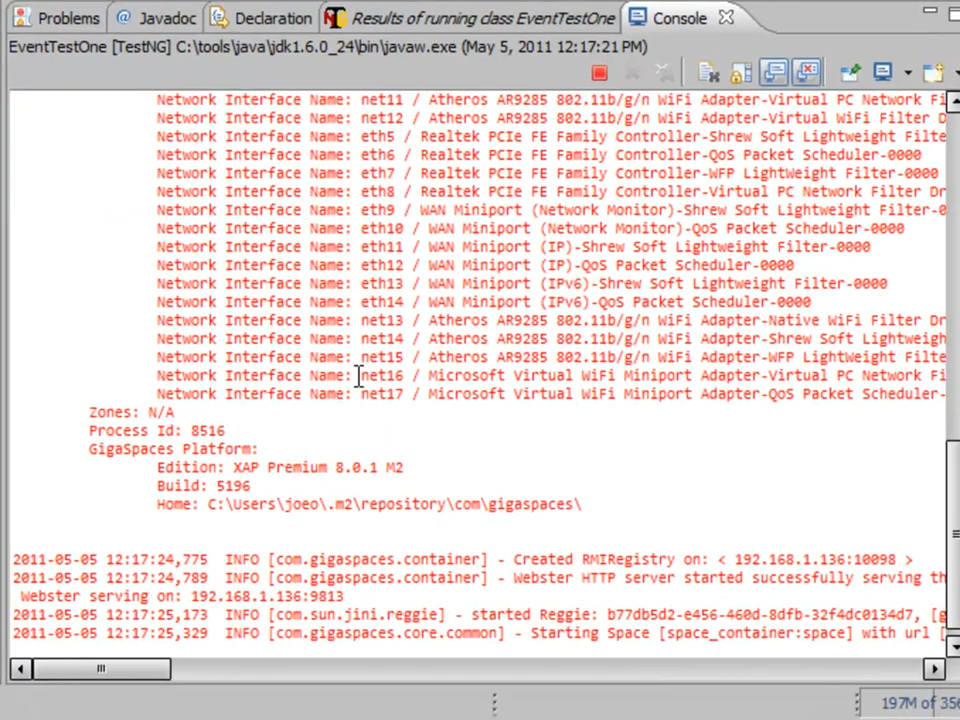 Problems @ Javadoc Declaration Results of running class EventTestOne Console
EventTestOne [TestNG] C:\tools\java\jdk1.6.0_24\bin\javaw.exe (May 5, 2011 12:17:21 PM)
Network Interface Name: net11 / Atheros AR9285 802.11b/g/n WiFi Adapter-Virtual PC Network Fi
Network Interface Name: net12 / Atheros AR9285 802.11b/g/n WiFi Adapter-Virtual WiFi Filter D
Network Interface Name: eth5 / Realtek PCIe FE Family Controller-Shrew Soft Lightweight Filter-
Network Interface Name: eth6 / Realtek PCIe FE Family Controller-QoS Packet Scheduler-0000
Network Interface Name: eth7 / Realtek PCIe FE Family Controller-WFP LightWeight Filter-0000
Network Interface Name: eth8 / Realtek PCIe FE Family Controller-Virtual PC Network Filter Dr
Network Interface Name: eth9 / WAN Miniport (Network Monitor)-Shrew Soft Lightweight Filter-0
Network Interface Name: eth10 / WAN Miniport (Network Monitor)-QoS Packet Scheduler-0000
Network Interface Name: eth11 / WAN Miniport (IP)-Shrew Soft Lightweight Filter-0000
Network Interface Name: eth12 / WAN Miniport (IP)-QoS Packet Scheduler-0000
Network Interface Name: eth13 / WAN Miniport (IPv6)-Shrew Soft Lightweight Filter-0000
Network Interface Name: eth14 / WAN Miniport (IPv6)-QoS Packet Scheduler-0000
Network Interface Name: net13 / Atheros AR9285 802.11b/g/n WiFi Adapter-Native WiFi Filter Dr
Network Interface Name: net14 / Atheros AR9285 802.11b/g/n WiFi Adapter-Shrew Soft Lightweigh
Network Interface Name: net15 / Atheros AR9285 802.11b/g/n WiFi Adapter-WFP LightWeight Filte
Network Interface Name: net16 / Microsoft Virtual WiFi Miniport Adapter-Virtual PC Network Fi
Network Interface Name: net17 / Microsoft Virtual WiFi Miniport Adapter-QoS Packet Scheduler-
Zones: N/A
Process Id: 8516
GigaSpaces Platform:
Edition: XAP Premium 8.0.1 M2
Build: 5196
Home: C:\Users\joeo\.m2\repository\com\gigaspaces\
2011-05-05 12:17:24,775 INFO [com.gigaspaces.container] - Created RMIRegistry on: < 192.168.1.136:10098 >
2011-05-05 12:17:24,789 INFO [com.gigaspaces.container] - Webster HTTP server started successfully serving th
Webster serving on: 192.168.1.136:9813
2011-05-05 12:17:25,173 INFO [com.sun.jini.reggie] - started Reggie: b77db5d2-e456-460d-8dfb-32f4dc0134d7, [g
2011-05-05 12:17:25,329 INFO [com.gigaspaces.core.common] - Starting Space [space_container:space] with url [
197M of 356